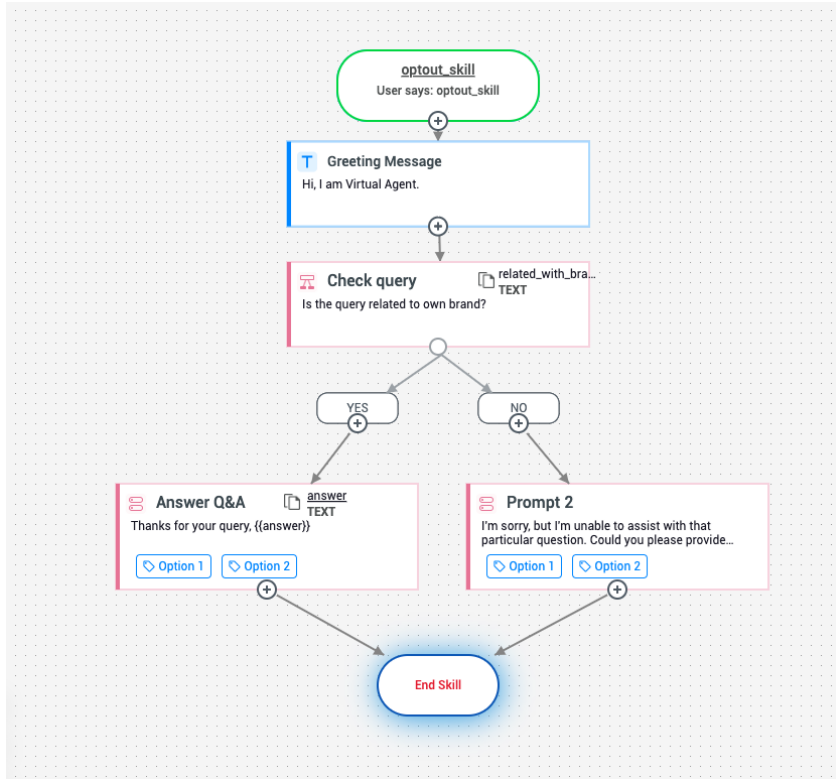 optout_skill
User says: optout_skill
T Greeting Message
Hi, I am Virtual Agent.
Check query
related_with_bra...
TEXT
Is the query related to own brand?
YES
NO
Answer Q&A
answer
TEXT
Thanks for your query, {{answer}}
Option 1
Option 2
Prompt 2
I'm sorry, but I'm unable to assist with that
particular question. Could you please provide...
Option 1
Option 2
End Skill